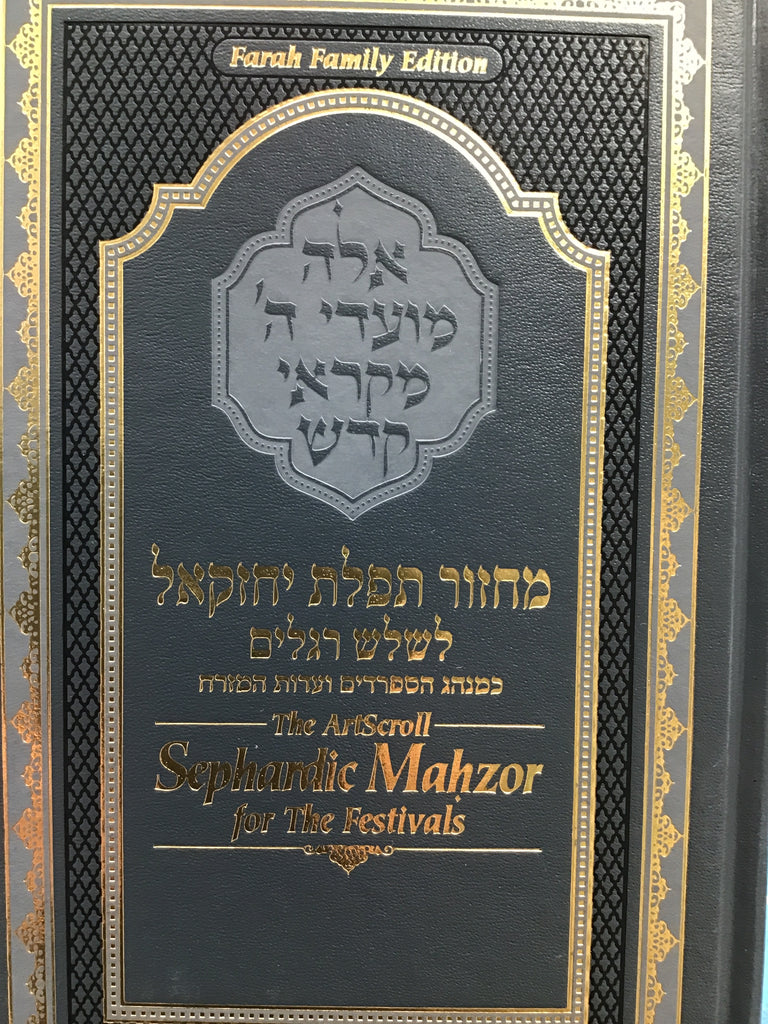 Farah Family Edition
אלה
מועדי ה'
מקראי
קדש
מחזור תפלת יחזקאל
לשלש רגלים
כמנהג הספרדים ועדות המזרח
The ArtScroll
Sephardic Maḥzor
for The Festivals